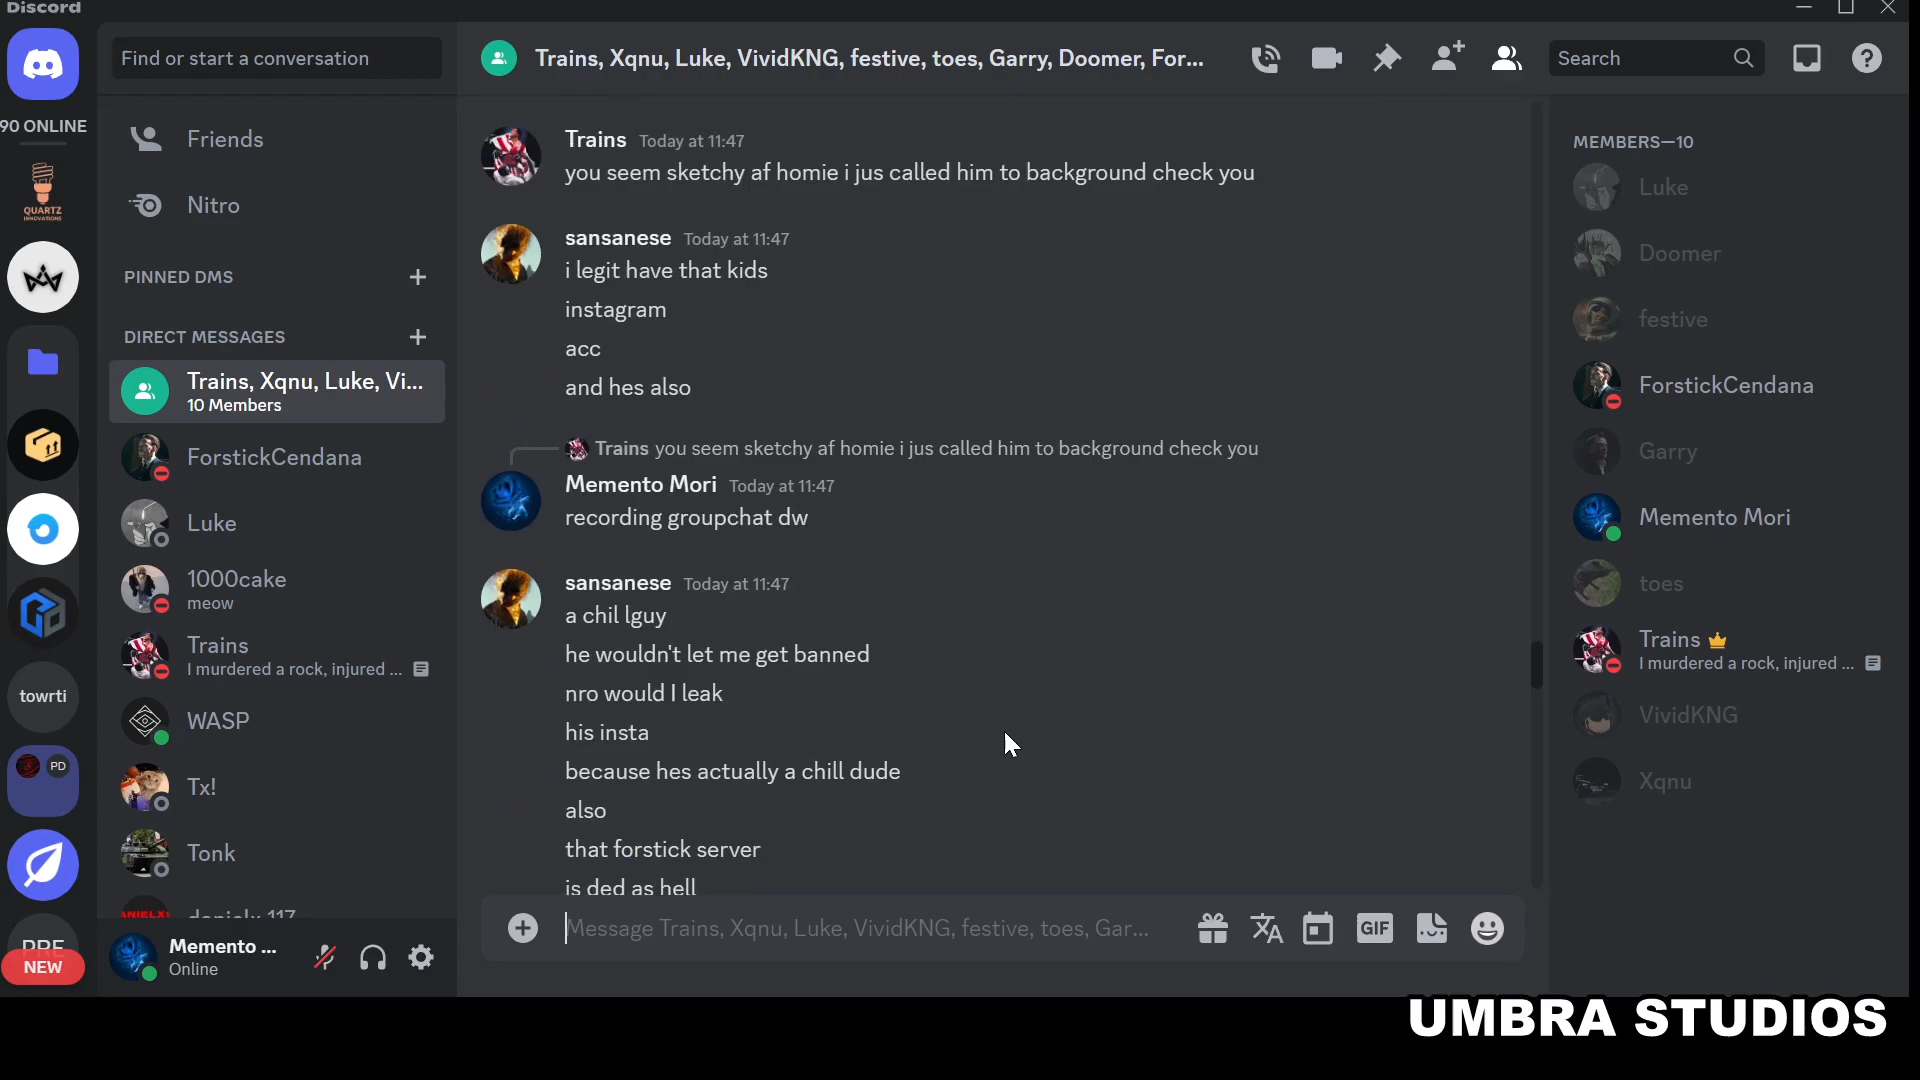 Discord
Find or start a conversation
Trains, Xqnu, Luke, VividKNG, festive, toes, Garry, Doomer, For...
Search
90 ONLINE
QUARTZ
INNOVATIONS
towrti
PD
PRE
NEW
Friends
Nitro
PINNED DMS
DIRECT MESSAGES
Trains, Xqnu, Luke, Vi...
10 Members
ForstickCendana
Luke
1000cake
meow
Trains
I murdered a rock, injured ...
WASP
Tx!
Tonk
Memento ...
Online
Trains Today at 11:47
you seem sketchy af homie i jus called him to background check you
sansanese Today at 11:47
i legit have that kids
instagram
acc
and hes also
Trains you seem sketchy af homie i jus called him to background check you
Memento Mori Today at 11:47
recording groupchat dw
sansanese Today at 11:47
a chil lguy
he wouldn't let me get banned
nro would I leak
his insta
because hes actually a chill dude
also
that forstick server
is ded as hell
Message Trains, Xqnu, Luke, VividKNG, festive, toes, Gar...
GIF
MEMBERS—10
Luke
Doomer
festive
ForstickCendana
Garry
Memento Mori
toes
Trains
I murdered a rock, injured ...
VividKNG
Xqnu
UMBRA STUDIOS